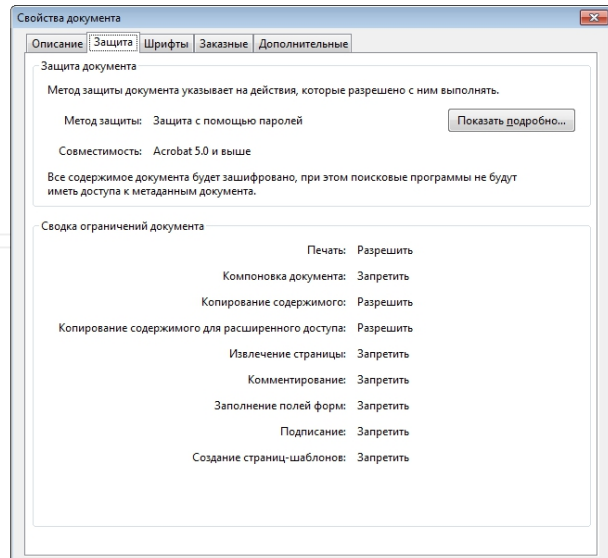 Свойства документа
Описание Защита Шрифты Заказные Дополнительные
Защита документа
Метод защиты документа указывает на действия, которые разрешено с ним выполнять.
Метод защиты: Защита с помощью паролей Показать подробно...
Совместимость: Acrobat 5.0 и выше
Все содержимое документа будет зашифровано, при этом поисковые программы не будут
иметь доступа к метаданным документа.
Сводка ограничений документа
Печать: Разрешить
Компоновка документа: Запретить
Копирование содержимого: Разрешить
Копирование содержимого для расширенного доступа: Разрешить
Извлечение страницы: Запретить
Комментирование: Запретить
Заполнение полей форм: Запретить
Подписание: Запретить
Создание страниц-шаблонов: Запретить